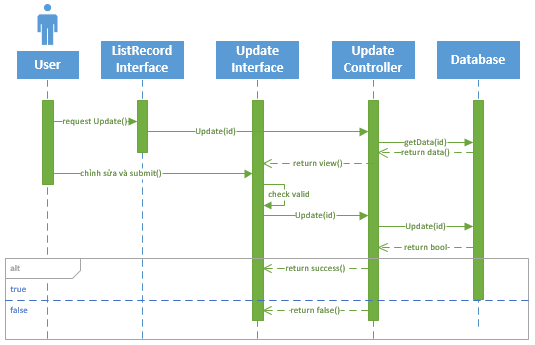 User
ListRecord
Interface
Update
Interface
Update
Controller
Database
request Update()
Update(id)
getData(id)
return data()
return view()
chỉnh sửa và submit()
check valid
Update(id)
Update(id)
return bool
alt
return success()
true
false
return false()